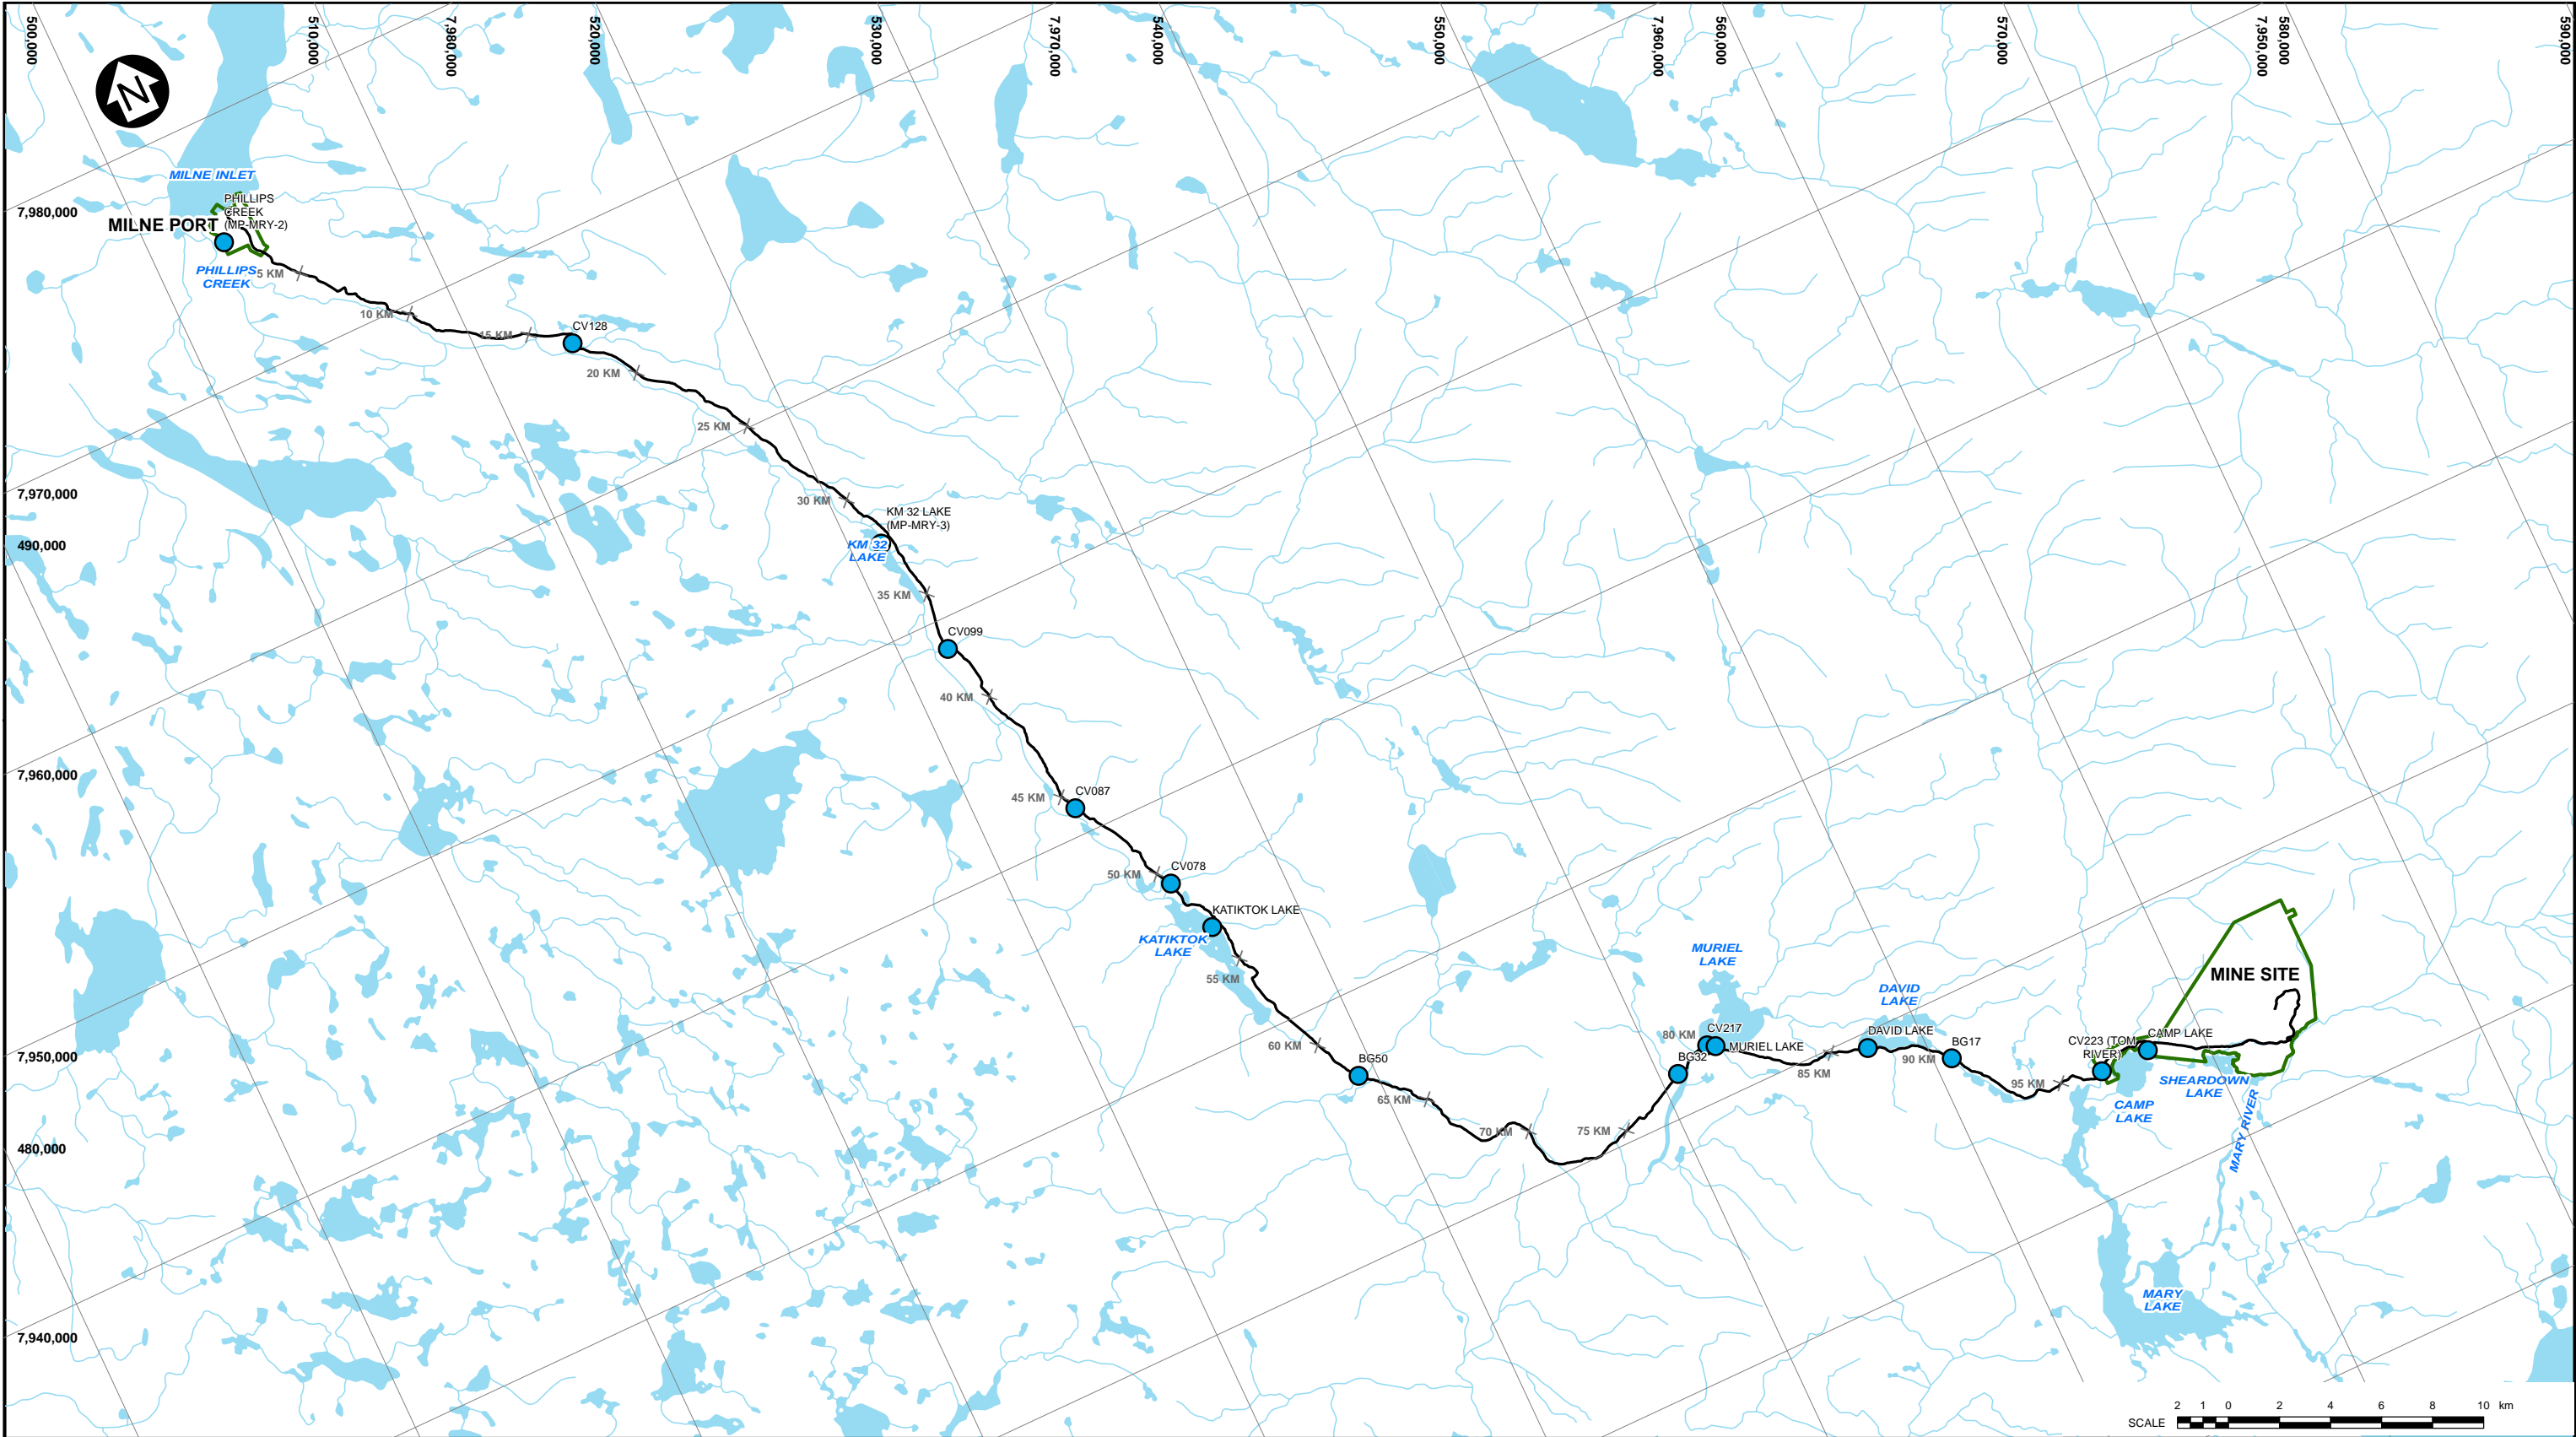 500,000
510,000
7,980,000
520,000
530,000
7,970,000
540,000
550,000
7,960,000
560,000
570,000
7,950,000
580,000
590,000
N
MILNE INLET
7,980,000
PHILLIPS
CREEK
(MP-MRY-2)
MILNE PORT
PHILLIPS
CREEK
5 KM
10 KM
15 KM
CV128
20 KM
25 KM
7,970,000
30 KM
KM 32 LAKE
(MP-MRY-3)
490,000
KM 32
LAKE
35 KM
CV099
40 KM
7,960,000
45 KM
CV087
50 KM
CV078
KATIKTOK LAKE
KATIKTOK
LAKE
55 KM
MURIEL
LAKE
MINE SITE
DAVID
LAKE
7,950,000
60 KM
BG50
65 KM
70 KM
75 KM
80 KM
CV217
MURIEL LAKE
BG32
85 KM
DAVID LAKE
90 KM
BG17
95 KM
CV223 (TOM
RIVER)
CAMP LAKE
SHEARDOWN
LAKE
CAMP
LAKE
MARY RIVER
480,000
MARY
LAKE
7,940,000
2 1 0 2 4 6 8 10 km
SCALE